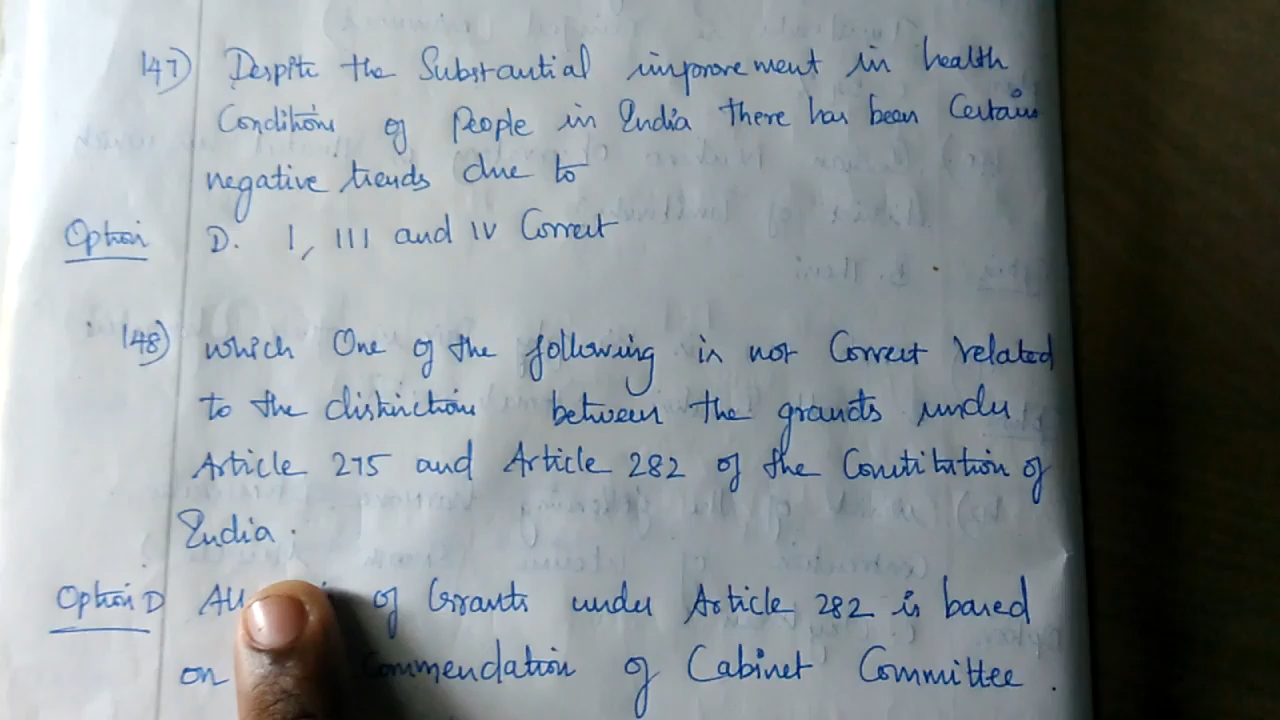 147) Despite the Substantial improvement in health
Conditions of People in India there has been Certain
negative trends due to
Option D. I, III and IV Correct
148) which One of the following is not Correct related
to the distinction between the grants under
Article 275 and Article 282 of the Constitution of
India.
Option D of Grants under Article 282 is based
on of Cabinet Committee.